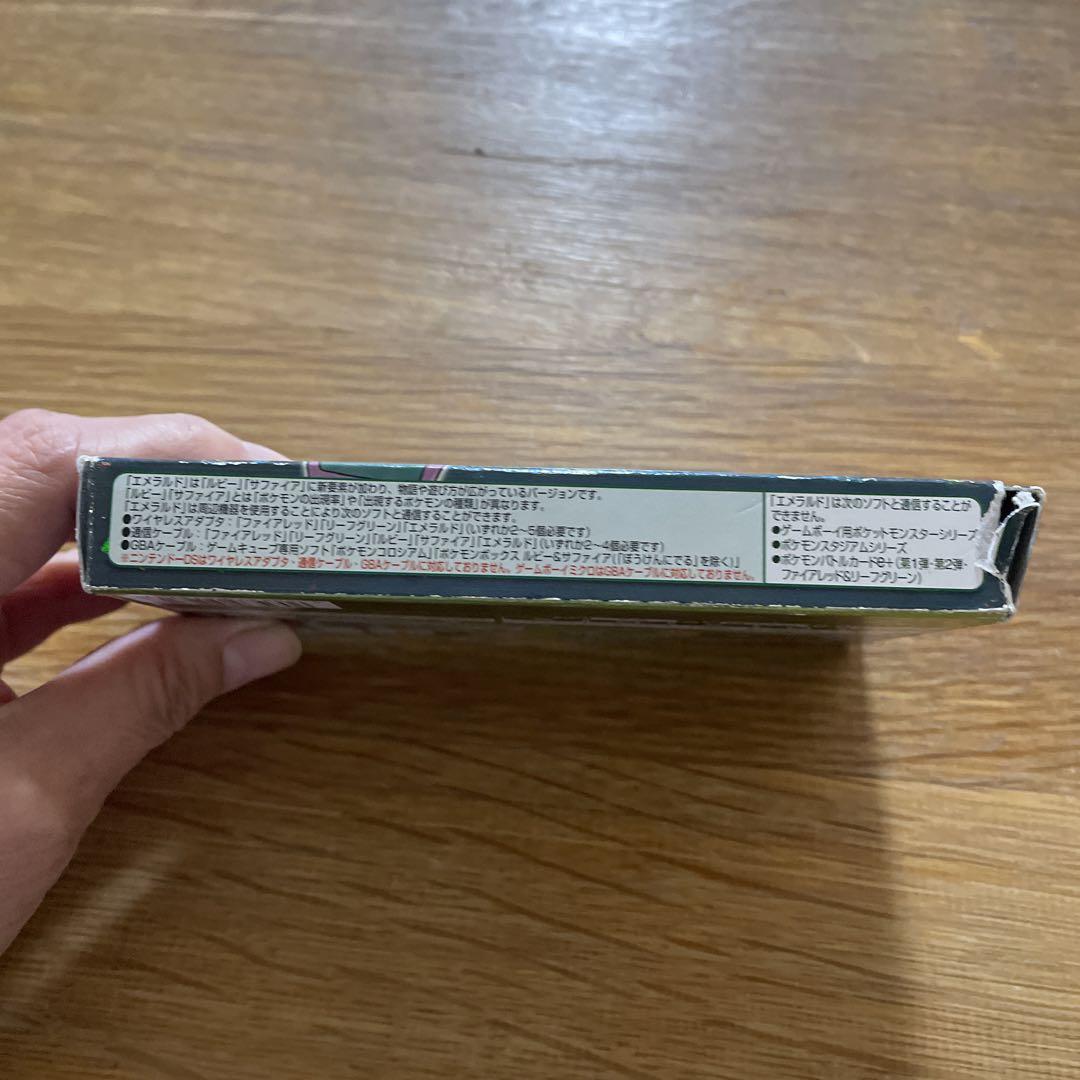 「エメラルド」は「ルビー」「サファイア」に新要素が加わり、物語や遊び方が広がっているバージョンです。
「ルビー」「サファイア」とは「ポケモンの出現率」や「出現するポケモンの種類」が異なります。
「エメラルド」は周辺機器を使用することにより次のソフトと通信することができます。
●ワイヤレスアダプタ：「ファイアレッド」「リーフグリーン」「エメラルド」(いずれか2〜5個必要です)
●通信ケーブル：「ファイアレッド」「リーフグリーン」「ルビー」「サファイア」「エメラルド」(いずれか2〜4個必要です)
●GBAケーブル：ゲームキューブ専用ソフト「ポケモンコロシアム」「ポケモンボックス ルビー&サファイア(「ぼうけんにでる」を除く)」
※ニンテンドーDSはワイヤレスアダプタ・通信ケーブル・GBAケーブルに対応しておりません。ゲームボーイミクロはGBAケーブルに対応しておりません。
「エメラルド」は次のソフトと通信することが
できません。
●ゲームボーイ用ポケットモンスターシリーズ
●ポケモンスタジアムシリーズ
●ポケモンバトルカードe+(第1弾・第2弾・
ファイアレッド&リーフグリーン)